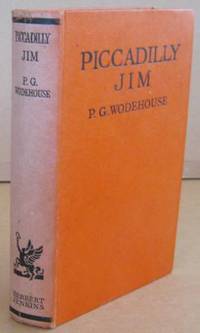 PICCADILLY
JIM
P. G. WODEHOUSE
HERBERT
JENKINS
PICCADILLY
JIM
P. G. WODEHOUSE